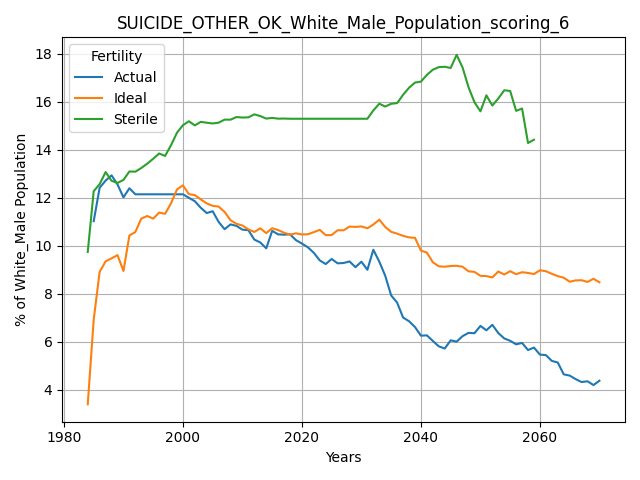 SUICIDE_OTHER_OK_White_Male_Population_scoring_6
% of White_Male Population
18
16
14
12
10
8
6
4
Fertility
Actual
Ideal
Sterile
1980
2000
2020
2040
2060
Years